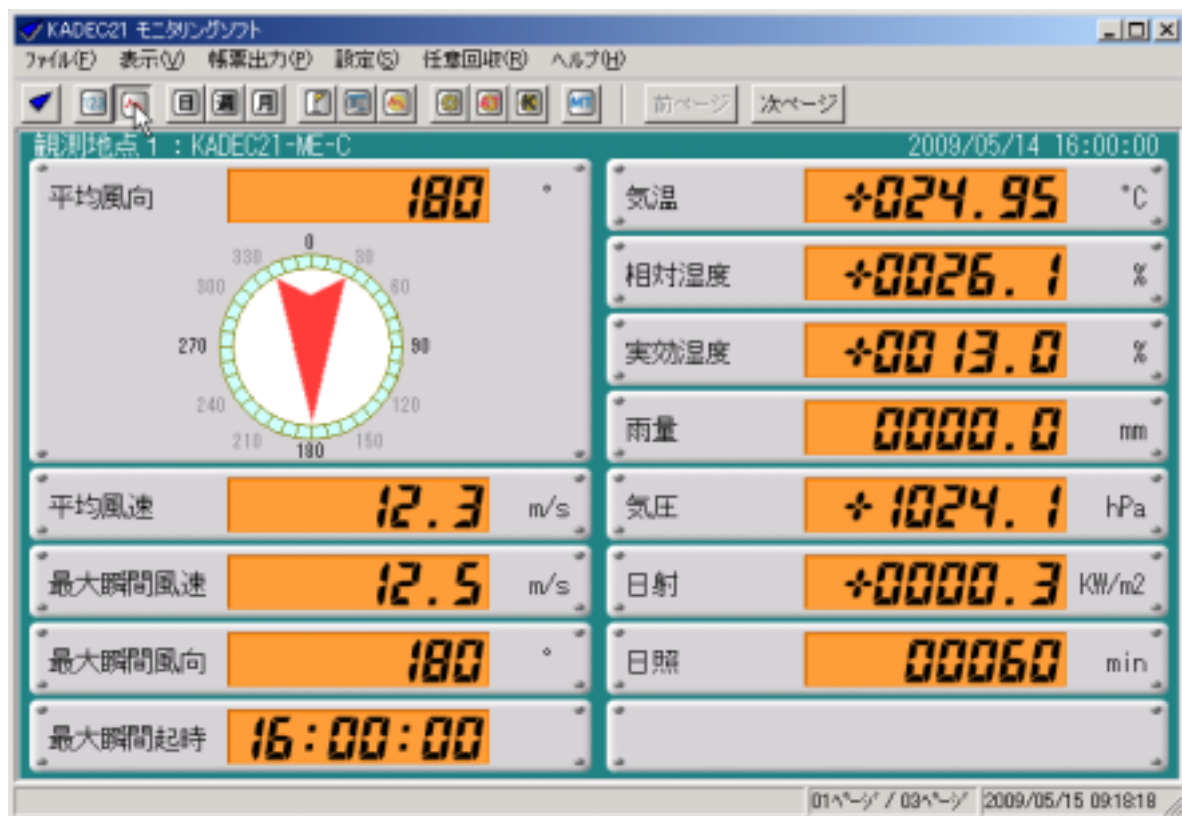 KADEC21 モニタリングソフト
ファイル(F) 表示(V) 帳票出力(P) 設定(S) 任意回収(R) ヘルプ(H)
日 週 月 K MT 前ページ 次ページ
観測地点1:KADEC21-ME-C 2009/05/14 16:00:00
平均風向 180 °
0
330 30
300 60
270 90
240 120
210 150
180
平均風速 12.3 m/s
最大瞬間風速 12.5 m/s
最大瞬間風向 180 °
最大瞬間起時 16:00:00
気温 +024.95 ℃
相対湿度 +0026.1 %
実効湿度 +0013.0 %
雨量 0000.0 mm
気圧 +1024.1 hPa
日射 +0000.3 KW/m2
日照 00060 min
01ページ / 03ページ 2009/05/15 09:18:18